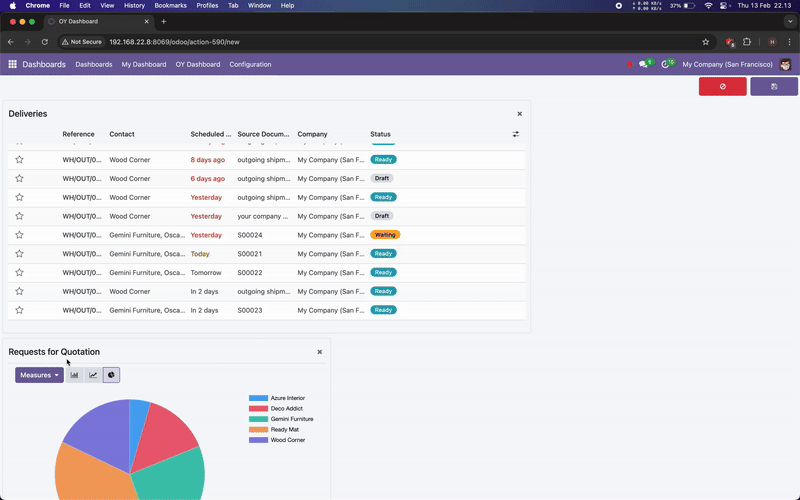 Chrome File Edit View History Bookmarks Profiles Tab Window Help 0.00 KB/s 0.00 KB/s 37% Thu 13 Feb 22.13
OY Dashboard
Not Secure 192.168.22.8:8069/odoo/action-590/new H
Dashboards Dashboards My Dashboard OY Dashboard Configuration My Company (San Francisco)
Deliveries
Reference Contact Scheduled ... Source Docum... Company Status
WH/OUT/0... Wood Corner 8 days ago outgoing shipm... My Company (San F... Ready
WH/OUT/0... Wood Corner 6 days ago outgoing shipm... My Company (San F... Draft
WH/OUT/0... Wood Corner Yesterday outgoing shipm... My Company (San F... Ready
WH/OUT/0... Wood Corner Yesterday your company ... My Company (San F... Draft
WH/OUT/0... Gemini Furniture, Osca... Yesterday S00024 My Company (San F... Waiting
WH/OUT/0... Gemini Furniture, Osca... Today S00021 My Company (San F... Ready
WH/OUT/0... Gemini Furniture, Osca... Tomorrow S00022 My Company (San F... Ready
WH/OUT/0... Wood Corner In 2 days outgoing shipm... My Company (San F... Ready
WH/OUT/0... Gemini Furniture, Osca... In 2 days S00023 My Company (San F... Ready
Requests for Quotation
Measures
Azure Interior
Deco Addict
Gemini Furniture
Ready Mat
Wood Corner